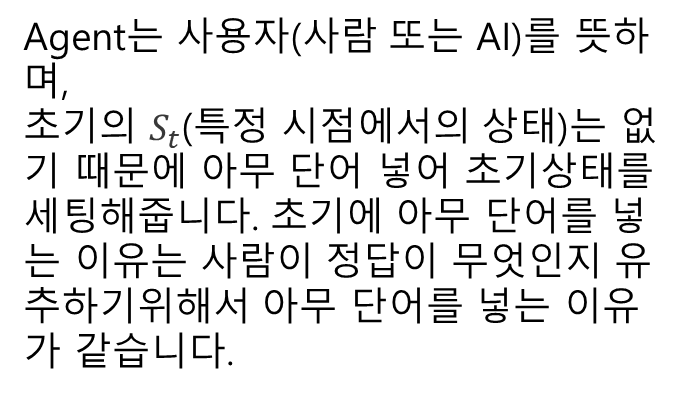 Agent는 사용자(사람 또는 AI)를 뜻하
며,
초기의 S_t(특정 시점에서의 상태)는 없
기 때문에 아무 단어 넣어 초기상태를
세팅해줍니다. 초기에 아무 단어를 넣
는 이유는 사람이 정답이 무엇인지 유
추하기위해서 아무 단어를 넣는 이유
가 같습니다.